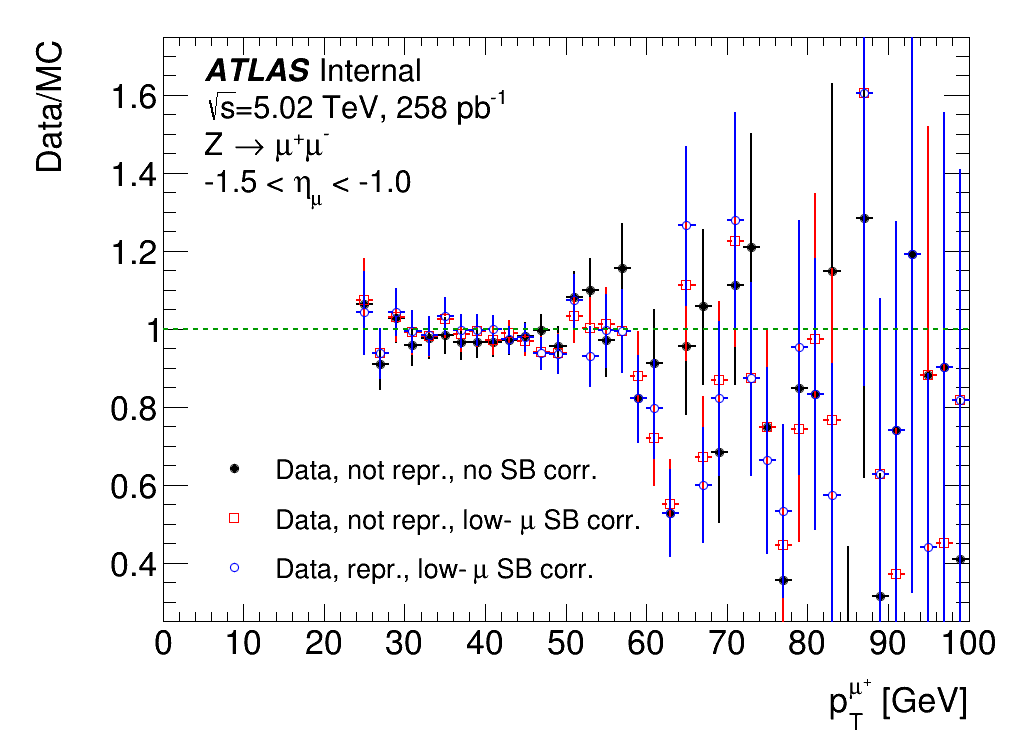 Data/MC
ATLAS Internal
√s=5.02 TeV, 258 pb⁻¹
Z → μ⁺μ⁻
-1.5 < η_μ < -1.0
1.6
1.4
1.2
1
0.8
0.6
0.4
Data, not repr., no SB corr.
Data, not repr., low- μ SB corr.
Data, repr., low- μ SB corr.
0 10 20 30 40 50 60 70 80 90 100
p_T^μ⁺ [GeV]